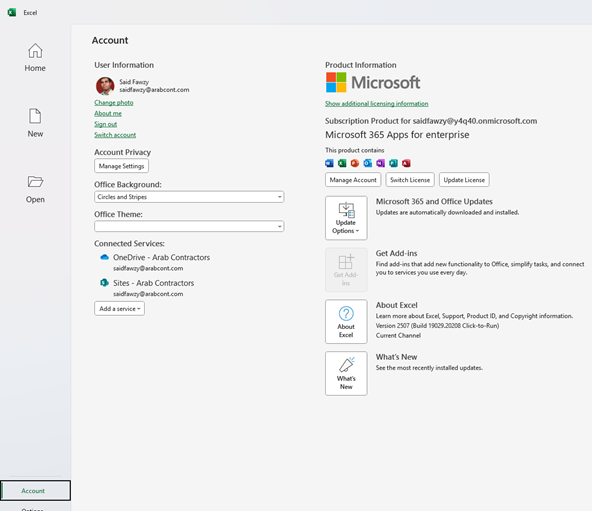 Excel
Home
New
Open
Account
Account
User Information
Said Fawzy
saidfawzy@arabcont.com
Change photo
About me
Sign out
Switch account
Account Privacy
Manage Settings
Office Background:
Circles and Stripes
Office Theme:
Connected Services:
OneDrive - Arab Contractors
saidfawzy@arabcont.com
Sites - Arab Contractors
saidfawzy@arabcont.com
Add a service
Product Information
Microsoft
Show additional licensing information
Subscription Product for saidfawzy@y4q40.onmicrosoft.com
Microsoft 365 Apps for enterprise
This product contains
Manage Account
Switch License
Update License
Update
Options
Microsoft 365 and Office Updates
Updates are automatically downloaded and installed.
Get Add-
ins
Get Add-ins
Find add-ins that add new functionality to Office, simplify tasks, and connect
you to services you use every day.
About
Excel
About Excel
Learn more about Excel, Support, Product ID, and Copyright information.
Version 2507 (Build 19029.20208 Click-to-Run)
Current Channel
What's
New
What's New
See the most recently installed updates.